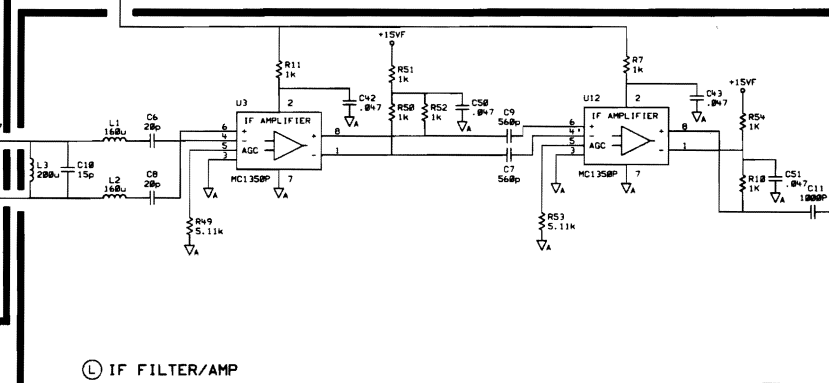 +15VF
R11
1k
R51
1k
R7
1k
+15VF
C42
.047
A
R50
1K
R52
1K
C50
.047
A
C43
.047
A
R54
1K
U3
2
U12
2
L1
160u
C6
20p
IF AMPLIFIER
C9
560p
IF AMPLIFIER
6
+
4
-
5
AGC
3
+
8
-
1
6
+
4
-
5
AGC
3
+
8
-
1
L3
200u
C10
15p
L2
160u
C8
20p
MC1350P
7
C7
560p
MC1350P
7
R10
1K
C51
.047
A
C11
1000P
A
A
A
A
R49
5.11k
A
R53
5.11k
A
L IF FILTER/AMP